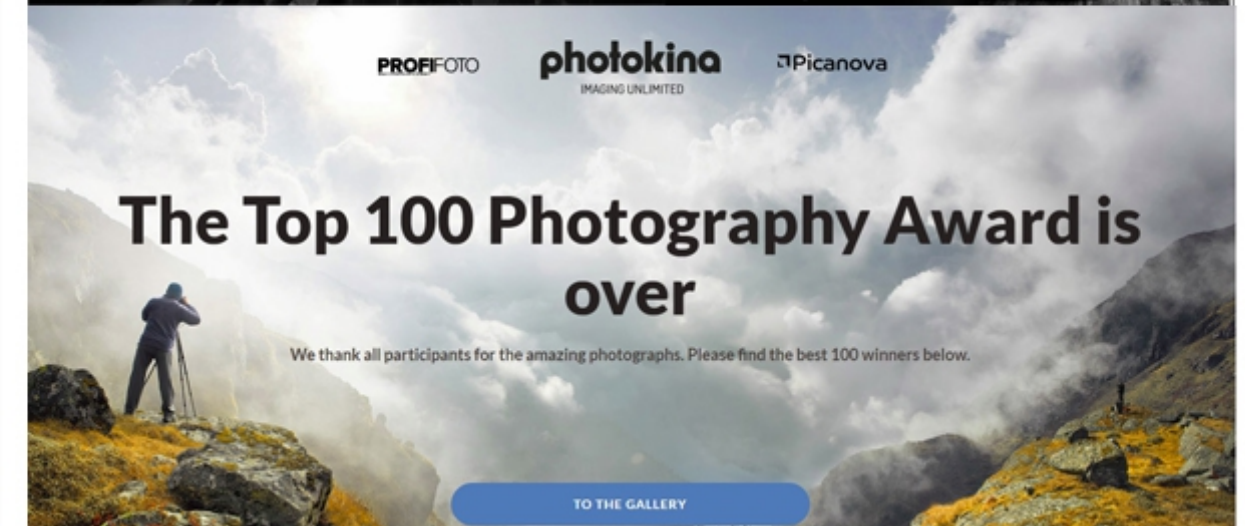 PROFIFOTO
photokina
IMAGING UNLIMITED
Picanova
The Top 100 Photography Award is
over
We thank all participants for the amazing photographs. Please find the best 100 winners below.
TO THE GALLERY